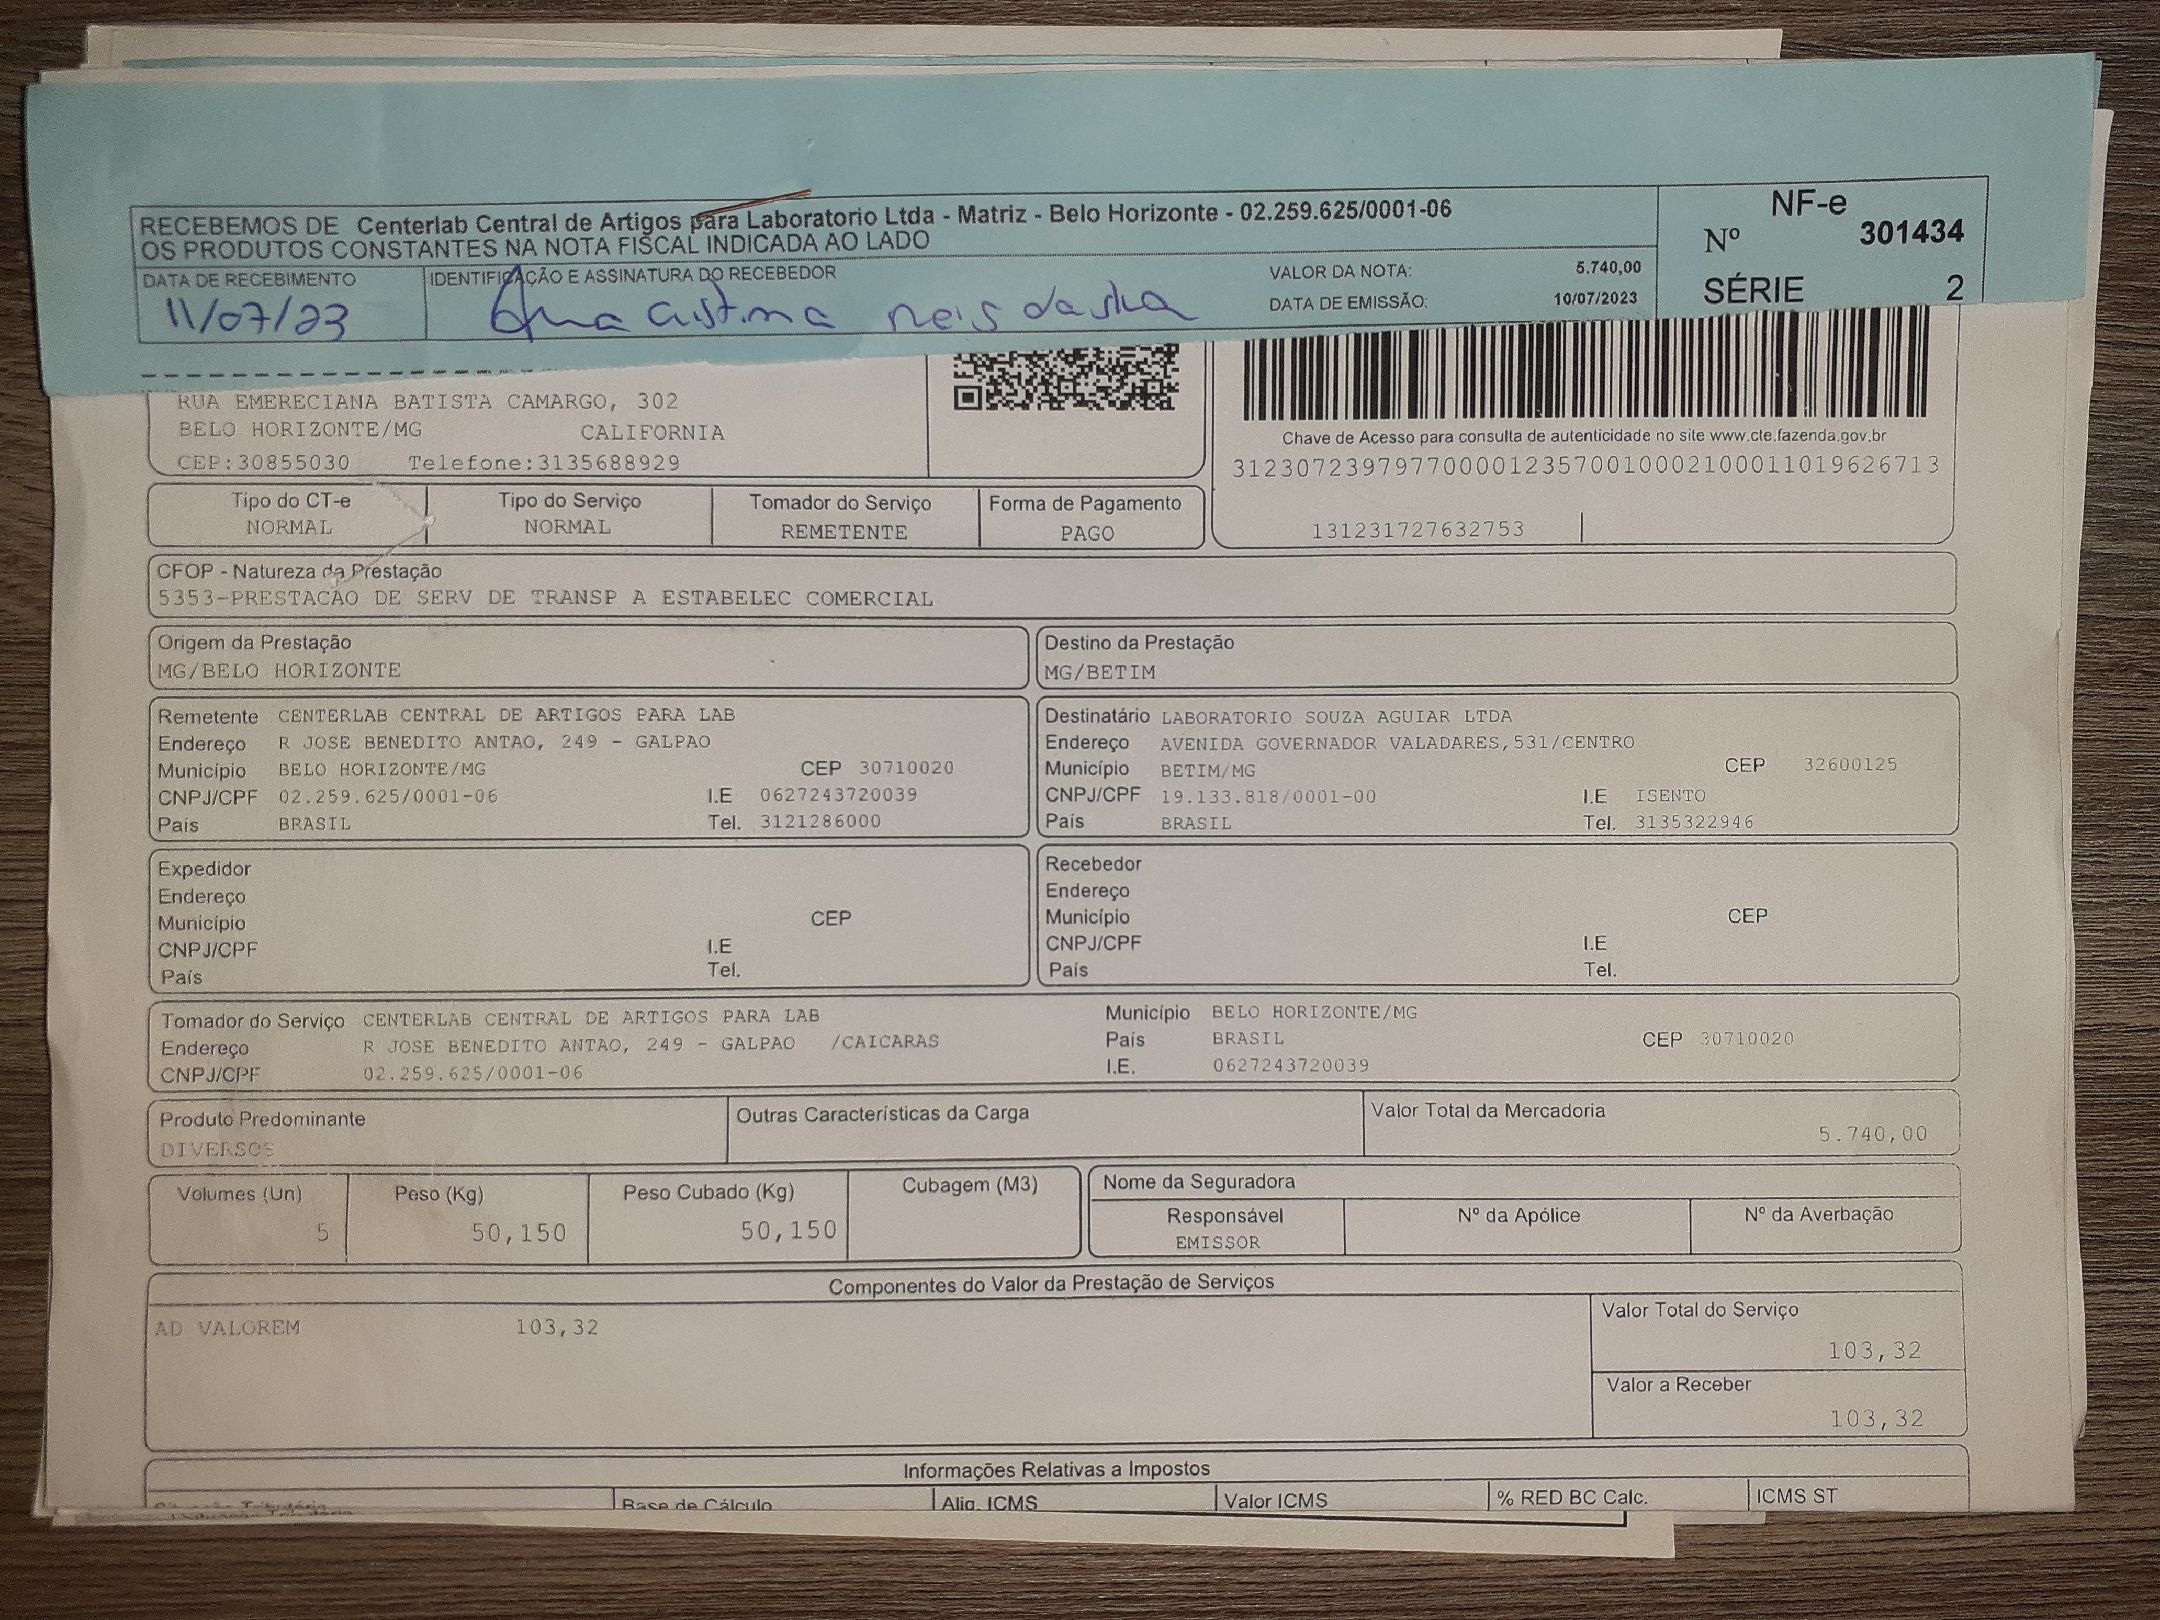 RECEBEMOS DE Centerlab Central de Artigos para Laboratorio Ltda - Matriz - Belo Horizonte - 02.259.625/0001-06
OS PRODUTOS CONSTANTES NA NOTA FISCAL INDICADA AO LADO
NF-e
Nº 301434
SÉRIE 2
DATA DE RECEBIMENTO IDENTIFICAÇÃO E ASSINATURA DO RECEBEDOR VALOR DA NOTA: 5.740,00
11/07/23 Ana Cistina Reis da silva DATA DE EMISSÃO: 10/07/2023
RUA EMERECIANA BATISTA CAMARGO, 302
BELO HORIZONTE/MG CALIFORNIA
CEP:30855030 Telefone:3135688929
Chave de Acesso para consulta de autenticidade no site www.cte.fazenda.gov.br
31230723979770000123570010002100011019626713
131231727632753
Tipo do CT-e Tipo do Serviço Tomador do Serviço Forma de Pagamento
NORMAL NORMAL REMETENTE PAGO
CFOP - Natureza da Prestação
5353-PRESTACAO DE SERV DE TRANSP A ESTABELEC COMERCIAL
Origem da Prestação
MG/BELO HORIZONTE
Destino da Prestação
MG/BETIM
Remetente CENTERLAB CENTRAL DE ARTIGOS PARA LAB
Endereço R JOSE BENEDITO ANTAO, 249 - GALPAO
Município BELO HORIZONTE/MG CEP 30710020
CNPJ/CPF 02.259.625/0001-06 I.E 0627243720039
País BRASIL Tel. 3121286000
Destinatário LABORATORIO SOUZA AGUIAR LTDA
Endereço AVENIDA GOVERNADOR VALADARES,531/CENTRO
Município BETIM/MG CEP 32600125
CNPJ/CPF 19.133.818/0001-00 I.E ISENTO
País BRASIL Tel. 3135322946
Expedidor
Endereço
Município CEP
CNPJ/CPF I.E
País Tel.
Recebedor
Endereço
Município CEP
CNPJ/CPF I.E
País Tel.
Tomador do Serviço CENTERLAB CENTRAL DE ARTIGOS PARA LAB Município BELO HORIZONTE/MG
Endereço R JOSE BENEDITO ANTAO, 249 - GALPAO /CAICARAS País BRASIL CEP 30710020
CNPJ/CPF 02.259.625/0001-06 I.E. 0627243720039
Produto Predominante Outras Características da Carga Valor Total da Mercadoria
DIVERSOS 5.740,00
Volumes (Un) Peso (Kg) Peso Cubado (Kg) Cubagem (M3)
5 50,150 50,150
Nome da Seguradora
Responsável Nº da Apólice Nº da Averbação
EMISSOR
Componentes do Valor da Prestação de Serviços
AD VALOREM 103,32
Valor Total do Serviço
103,32
Valor a Receber
103,32
Informações Relativas a Impostos
Base de Cálculo Aliq. ICMS Valor ICMS % RED BC Calc. ICMS ST